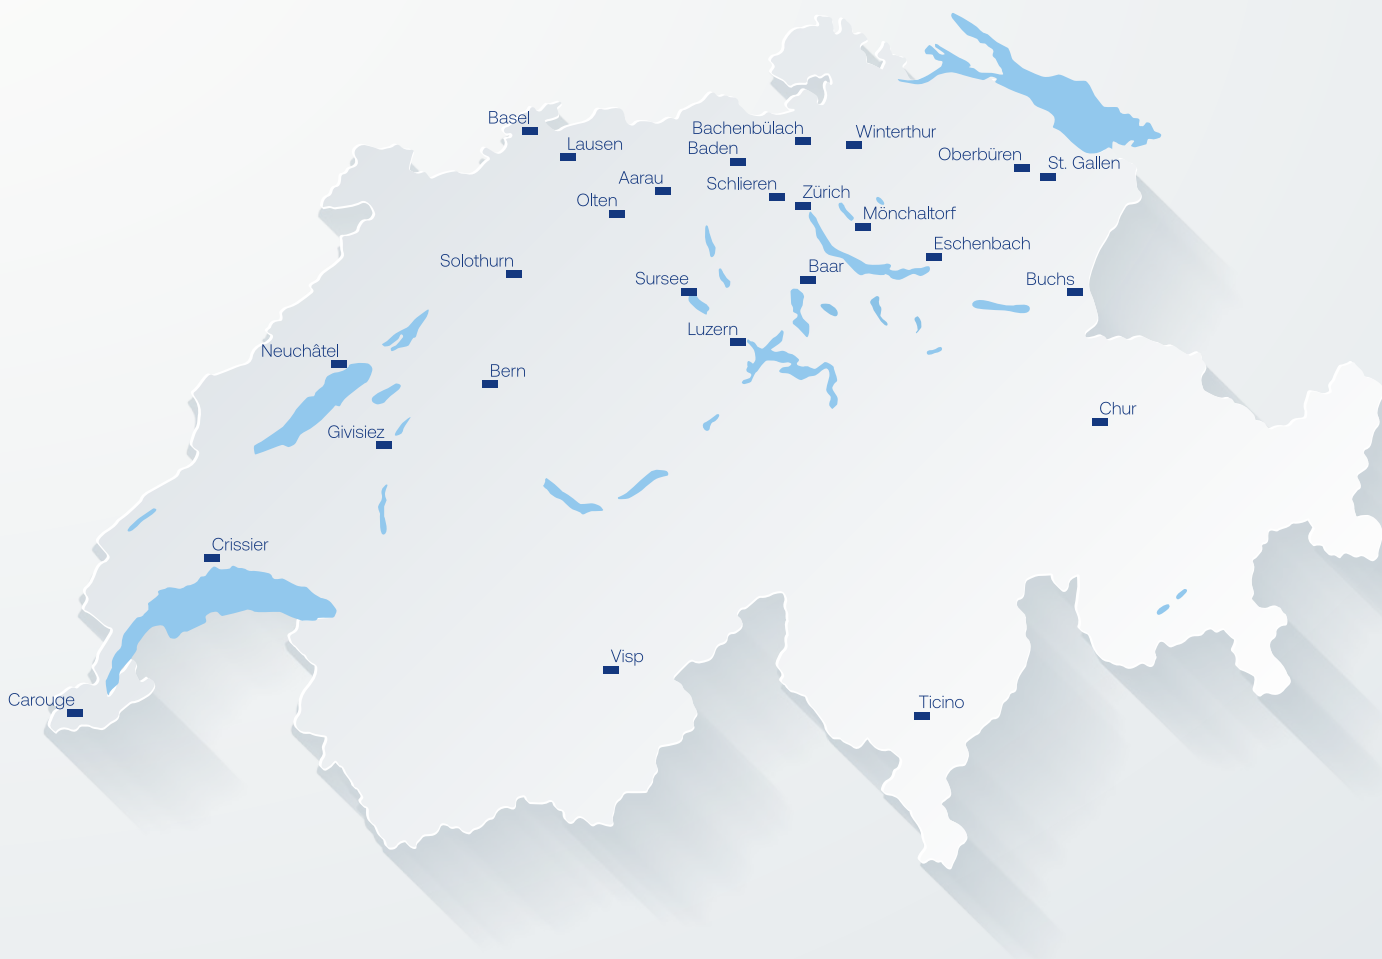 Basel
Bachenbülach
Winterthur
Lausen
Baden
Oberbüren
St. Gallen
Aarau
Schlieren
Zürich
Olten
Mönchaltorf
Eschenbach
Solothurn
Baar
Sursee
Buchs
Luzern
Neuchâtel
Bern
Chur
Givisiez
Crissier
Visp
Carouge
Ticino